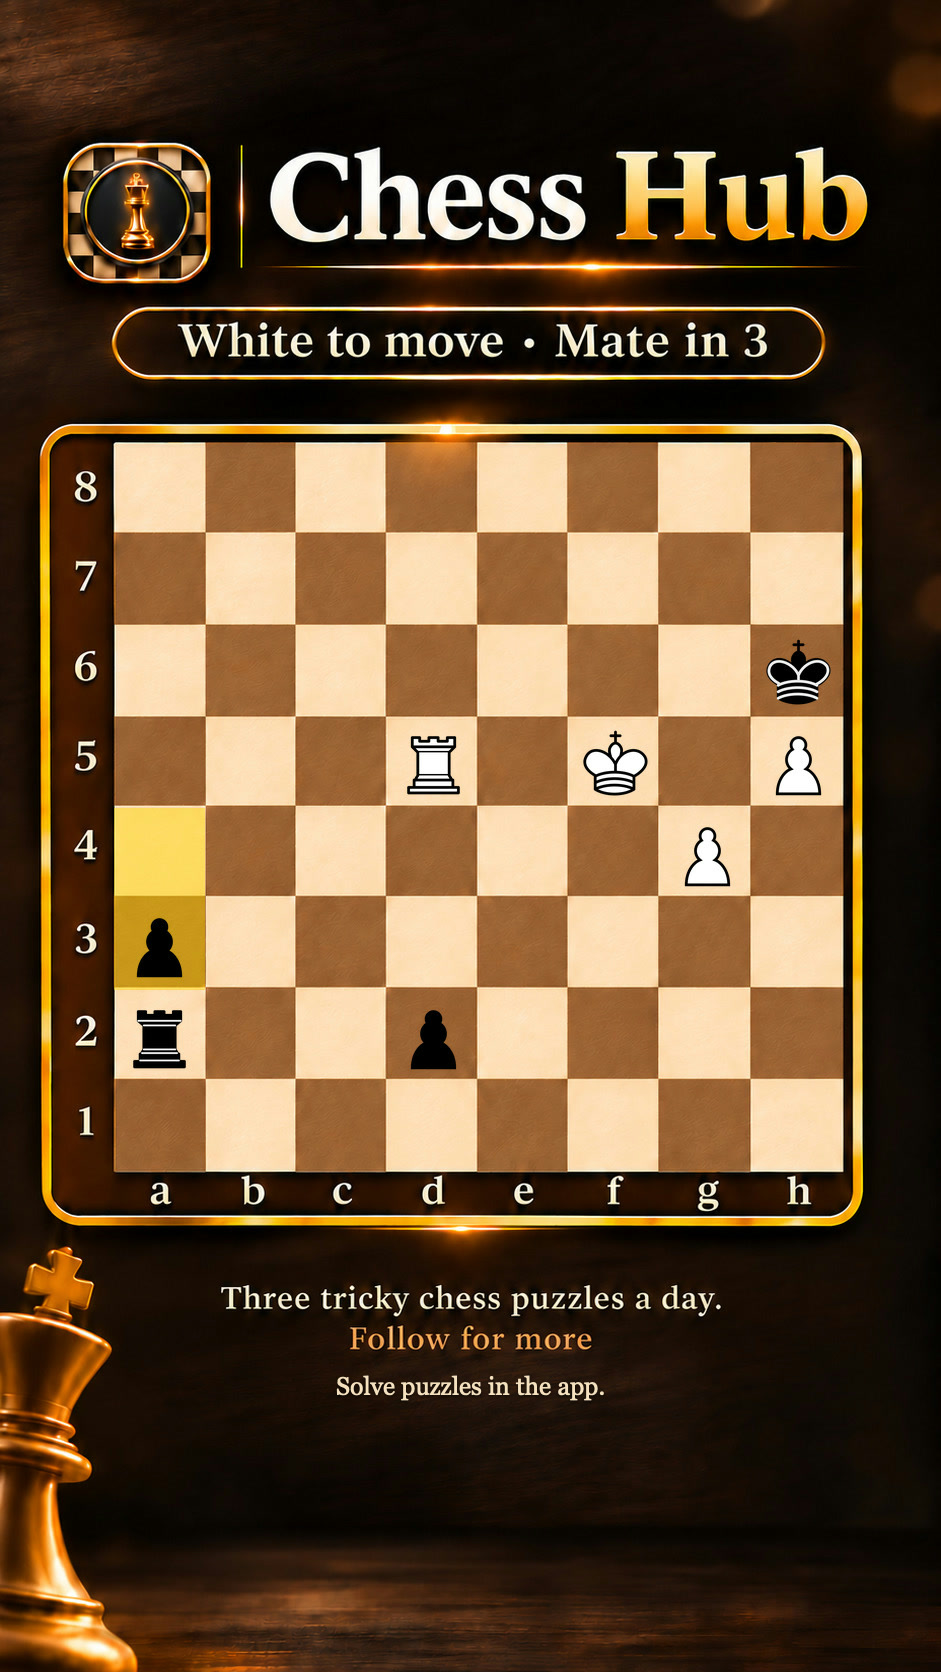 Chess Hub
White to move • Mate in 3
8
7
6
5
4
3
2
1
a b c d e f g h
Three tricky chess puzzles a day.
Follow for more
Solve puzzles in the app.